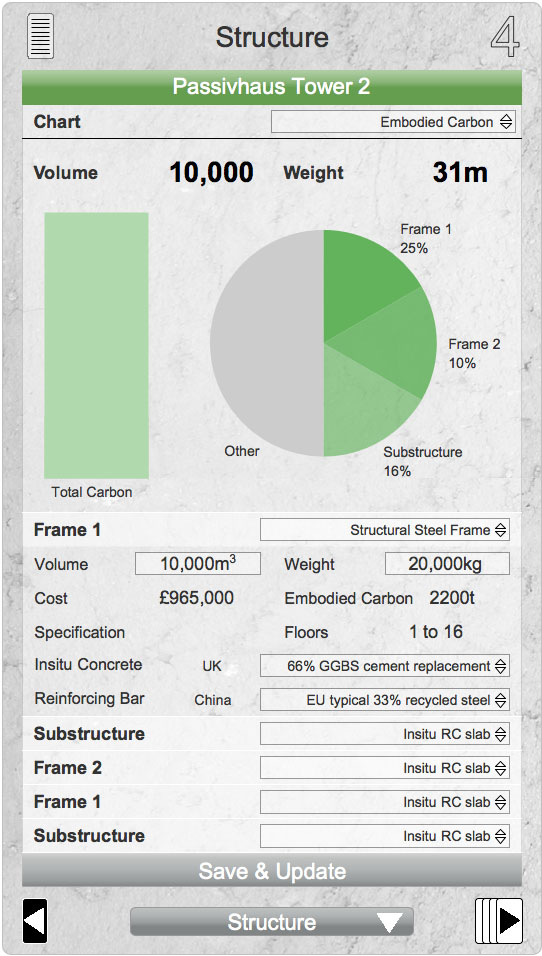 Structure
4
Passivhaus Tower 2
Chart Embodied Carbon
Volume 10,000 Weight 31m
Frame 1
25%
Frame 2
10%
Other
Substructure
16%
Total Carbon
Frame 1 Structural Steel Frame
Volume 10,000m³ Weight 20,000kg
Cost £965,000 Embodied Carbon 2200t
Specification Floors 1 to 16
Insitu Concrete UK 66% GGBS cement replacement
Reinforcing Bar China EU typical 33% recycled steel
Substructure Insitu RC slab
Frame 2 Insitu RC slab
Frame 1 Insitu RC slab
Substructure Insitu RC slab
Save & Update
Structure